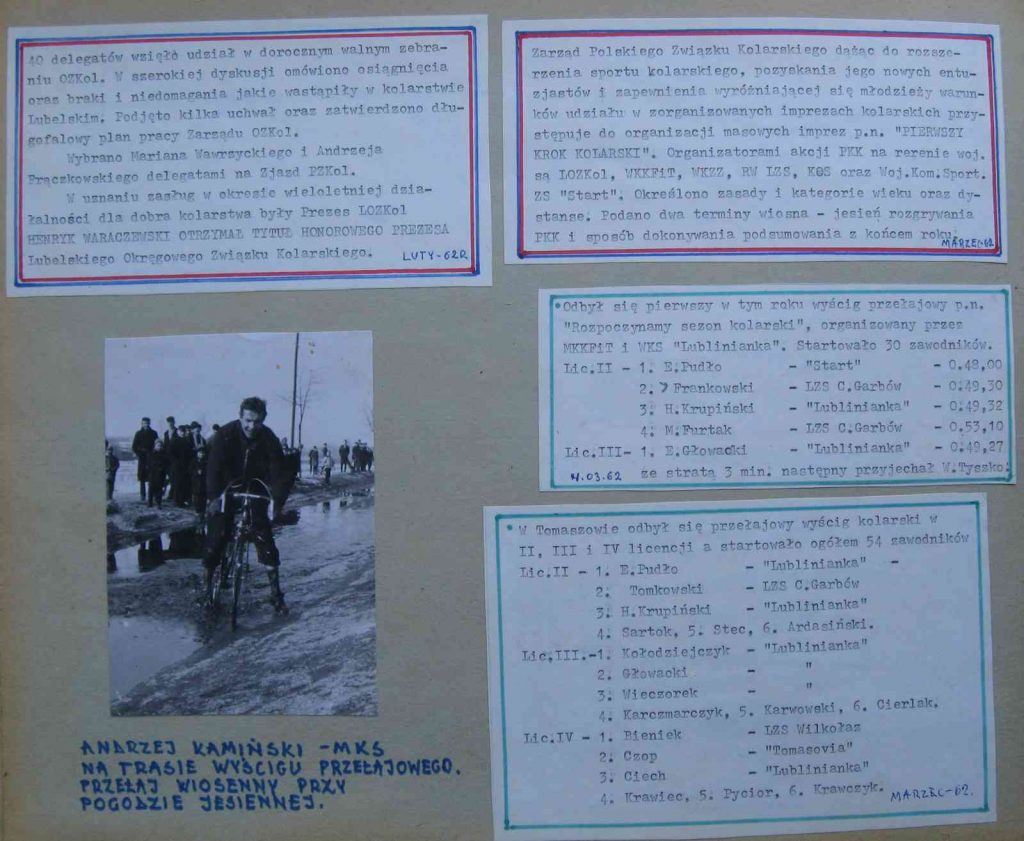 40 delegatów wzięło udział w dorocznym walnym zebra-
niu OZKol. W szerokiej dyskusji omówiono osiągnięcia
oraz braki i niedomagania jakie wastąpiły w kolarstwie
Lubelskim. Podjęto kilka uchwał oraz zatwierdzono dłu-
gofalowy plan pracy Zarządu OZKol.
Wybrano Mariana Wawrzyckiego i Andrzeja
Frączkowskiego delegatami na Zjazd PZKol.
W uznaniu zasług w okresie wieloletniej dzia-
łalności dla dobra kolarstwa były Prezes LOZKol
HENRYK WARACZEWSKI OTRZYMAŁ TYTUŁ HONOROWEGO PREZESA
Lubelskiego Okręgowego Związku Kolarskiego.
LUTY-62R
Zarząd Polskiego Związku Kolarskiego dążąc do rozsze-
rzenia sportu kolarskiego, pozyskania jego nowych entu-
zjastów i zapewnienia wyróżniającej się młodzieży warun-
ków udziału w zorganizowanych imprezach kolarskich przy-
stępuje do organizacji masowych imprez p.n. "PIERWSZY
KROK KOLARSKI". Organizatorami akcji PKK na rerenie woj.
są LOZKol, WKKFiT, WKZZ, RW LZS, KGS oraz Woj.Kom.Sport.
ZS "Start". Określono zasady i kategorie wieku oraz dy-
stanse. Podano dwa terminy wiosna - jesień rozgrywania
PKK i sposób dokonywania podsumowania z końcem roku.
MARZEC-62
Odbył się pierwszy w tym roku wyścig przełajowy p.n.
"Rozpoczynamy sezon kolarski", organizowany przez
MKKFiT i WKS "Lublinianka". Startowało 30 zawodników.
Lic.II - 1. E.Pudło - "Start" - 0.48,00
2. Frankowski - LZS C.Garbów - 0.49,30
3. H.Krupiński - "Lublinianka" - 0.49,32
4. M.Furtak - LZS C.Garbów - 0.53,10
Lic.III- 1. E.Głowacki - "Lublinianka" - 0.49,27
ze stratą 3 min. następny przyjechał W.Tyszko.
4.03.62
W Tomaszowie odbył się przełajowy wyścig kolarski w
II, III i IV licencji a startowało ogółem 54 zawodników
Lic.II - 1. E.Pudło - "Lublinianka" -
2. Tomkowski - LZS C.Garbów
3. H.Krupiński - "Lublinianka"
4. Sartok, 5. Stec, 6. Ardasiński.
Lic.III.-1. Kołodziejczyk - "Lublinianka"
2. Głowacki - "
3. Wieczorek - "
4. Karczmarczyk, 5. Karwowski, 6. Cierlak.
Lic.IV - 1. Bieniek - LZS Wilkołaz
2. Czop - "Tomasovia"
3. Ciech - "Lublinianka"
4. Krawiec, 5. Pycior, 6. Krawczyk.
MARZEC-62.
ANDRZEJ KAMIŃSKI -MKS
NA TRASIE WYŚCIGU PRZEŁAJOWEGO.
PRZEŁAJ WIOSENNY PRZY
POGODZIE JESIENNEJ.